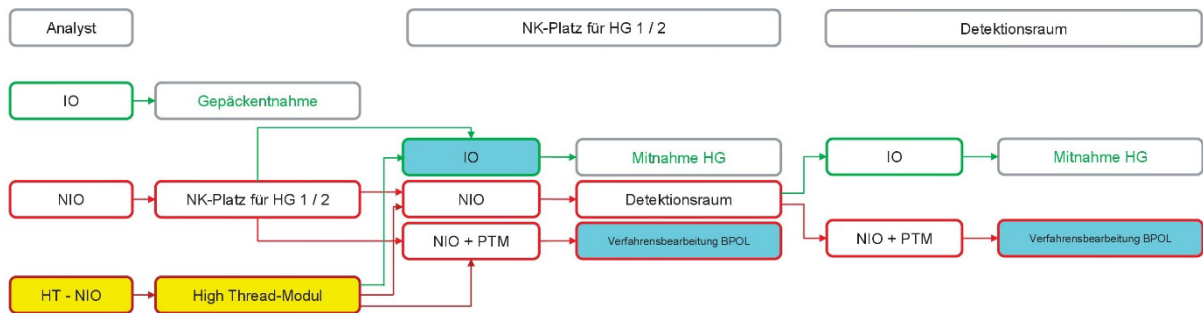 Analyst
NK-Platz für HG 1 / 2
Detektionsraum
IO
Gepäckentnahme
IO
Mitnahme HG
IO
Mitnahme HG
NIO
NK-Platz für HG 1 / 2
NIO
Detektionsraum
NIO + PTM
Verfahrensbearbeitung BPOL
NIO + PTM
Verfahrensbearbeitung BPOL
HT - NIO
High Thread-Modul